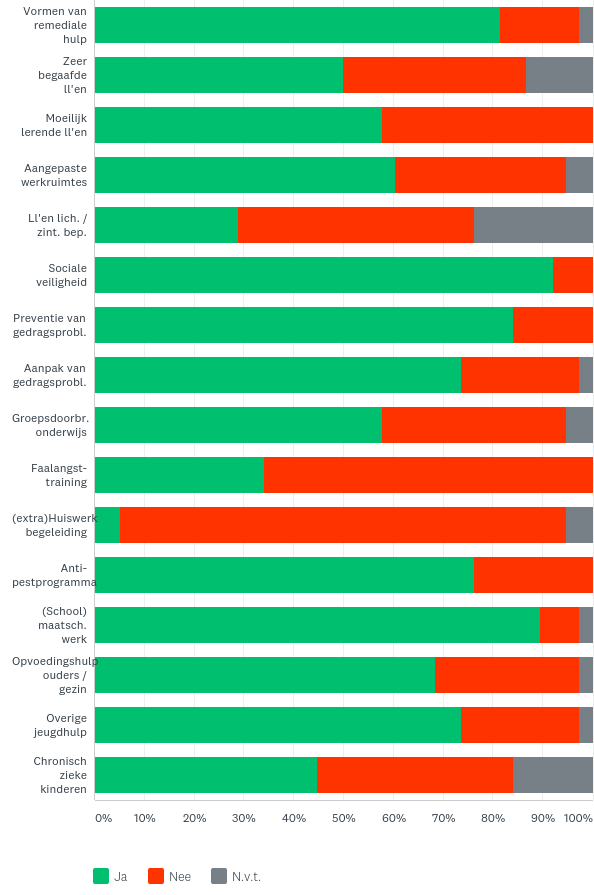 Vormen van
remediale
hulp
Zeer
begaafde
ll'en
Moeilijk
lerende ll'en
Aangepaste
werkruimtes
Ll'en lich. /
zint. bep.
Sociale
veiligheid
Preventie van
gedragsprobl.
Aanpak van
gedragsprobl.
Groepsdoorbr.
onderwijs
Faalangst-
training
(extra)Huiswerk
begeleiding
Anti-
pestprogramma
(School)
maatsch.
werk
Opvoedingshulp
ouders /
gezin
Overige
jeugdhulp
Chronisch
zieke
kinderen
0% 10% 20% 30% 40% 50% 60% 70% 80% 90% 100%
Ja Nee N.v.t.